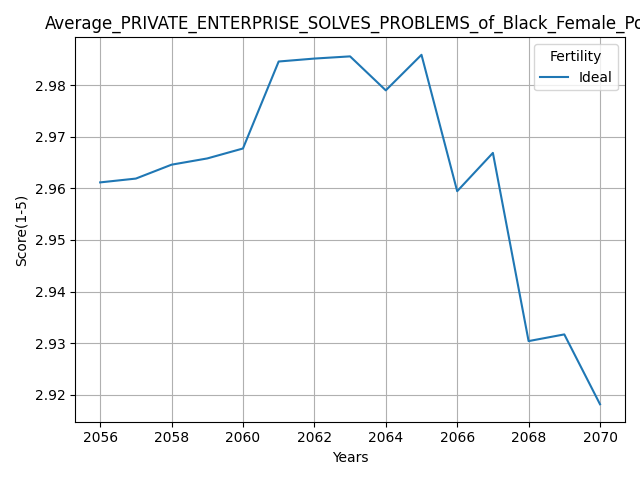 Average_PRIVATE_ENTERPRISE_SOLVES_PROBLEMS_of_Black_Female_Po
Fertility
Ideal
2.98
2.97
2.96
2.95
2.94
2.93
2.92
Score(1-5)
2056 2058 2060 2062 2064 2066 2068 2070
Years